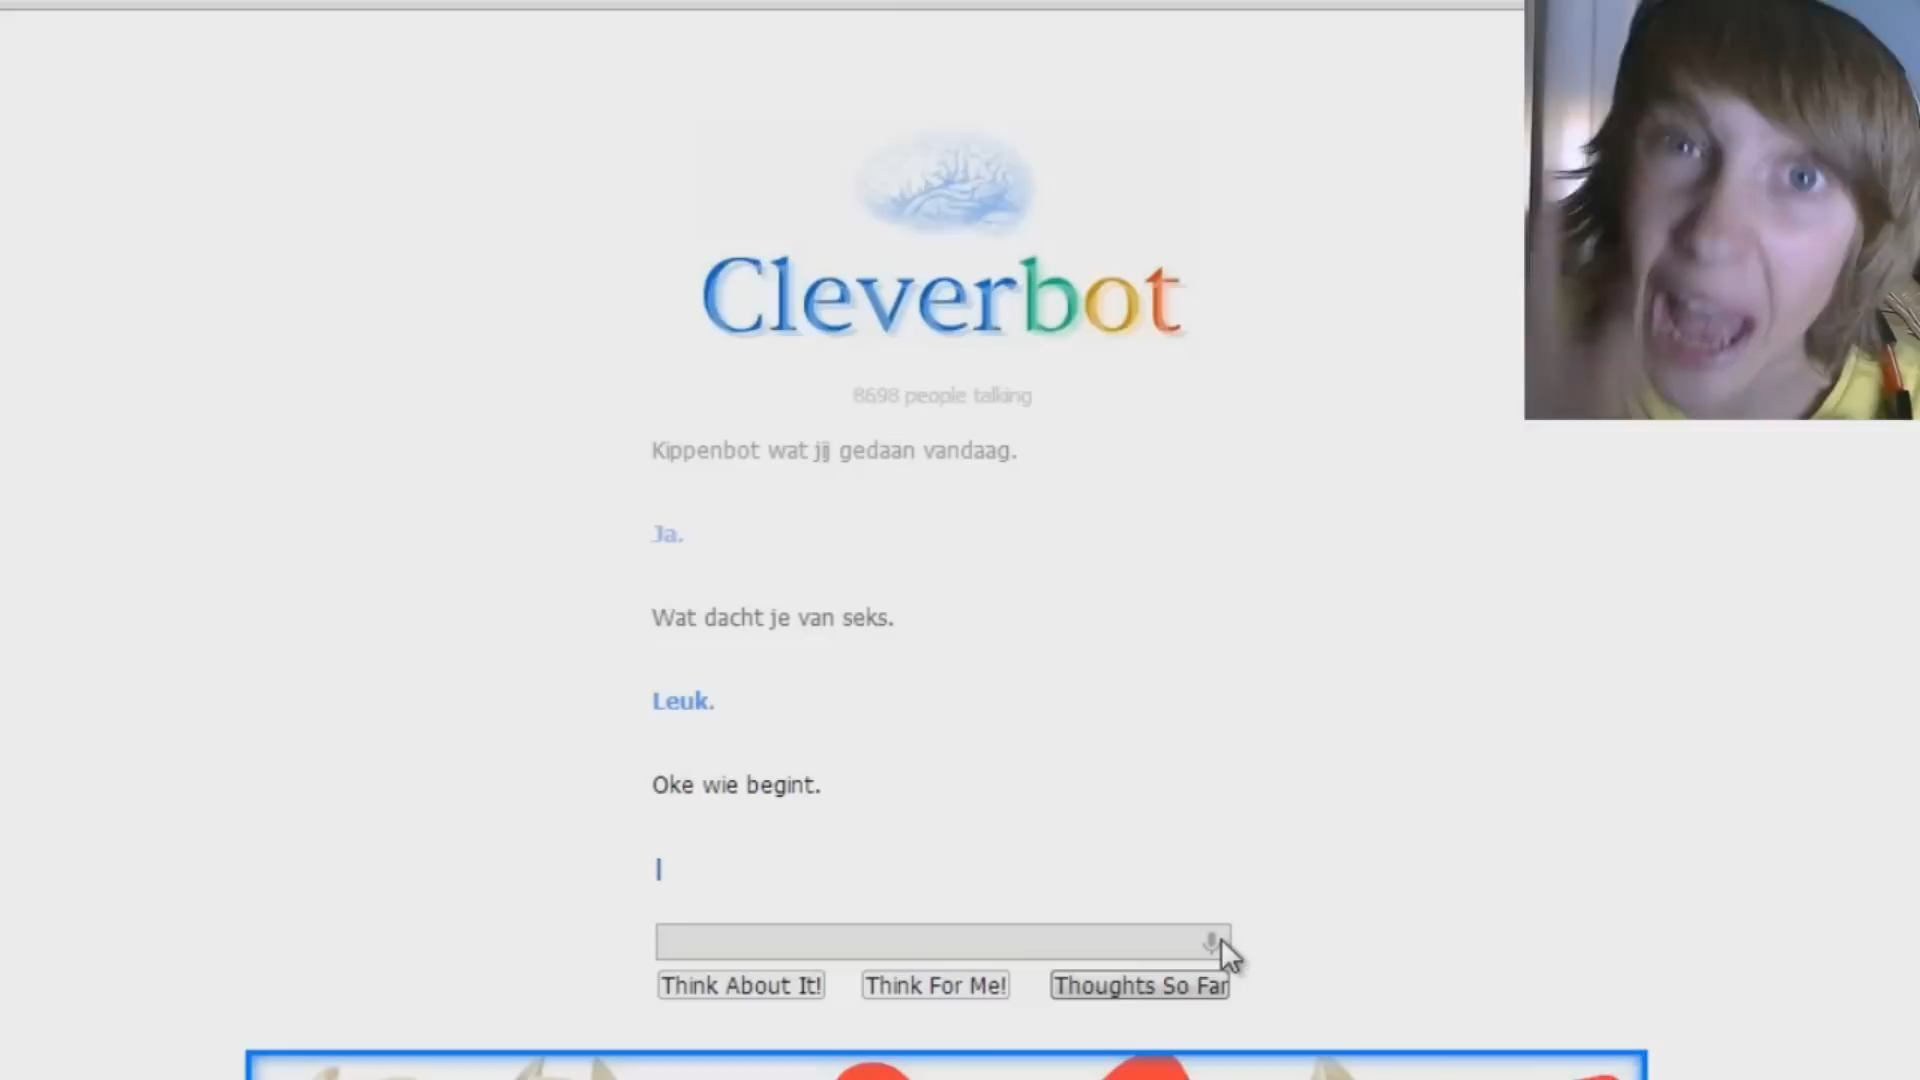 Cleverbot
8698 people talking
Kippenbot wat jij gedaan vandaag.
Ja.
Wat dacht je van seks.
Leuk.
Oke wie begint.
Think About It! Think For Me! Thoughts So Far